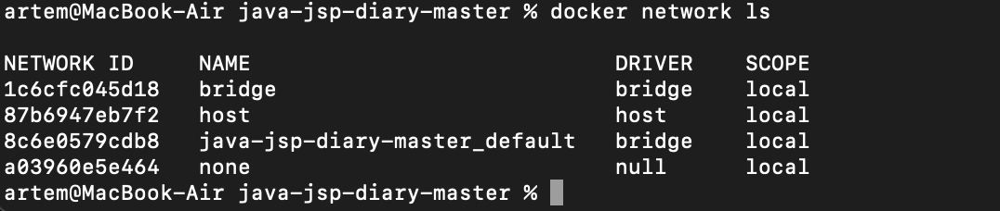 artem@MacBook-Air java-jsp-diary-master % docker network ls
NETWORK ID NAME DRIVER SCOPE
1c6cfc045d18 bridge bridge local
87b6947eb7f2 host host local
8c6e0579cdb8 java-jsp-diary-master_default bridge local
a03960e5e464 none null local
artem@MacBook-Air java-jsp-diary-master %